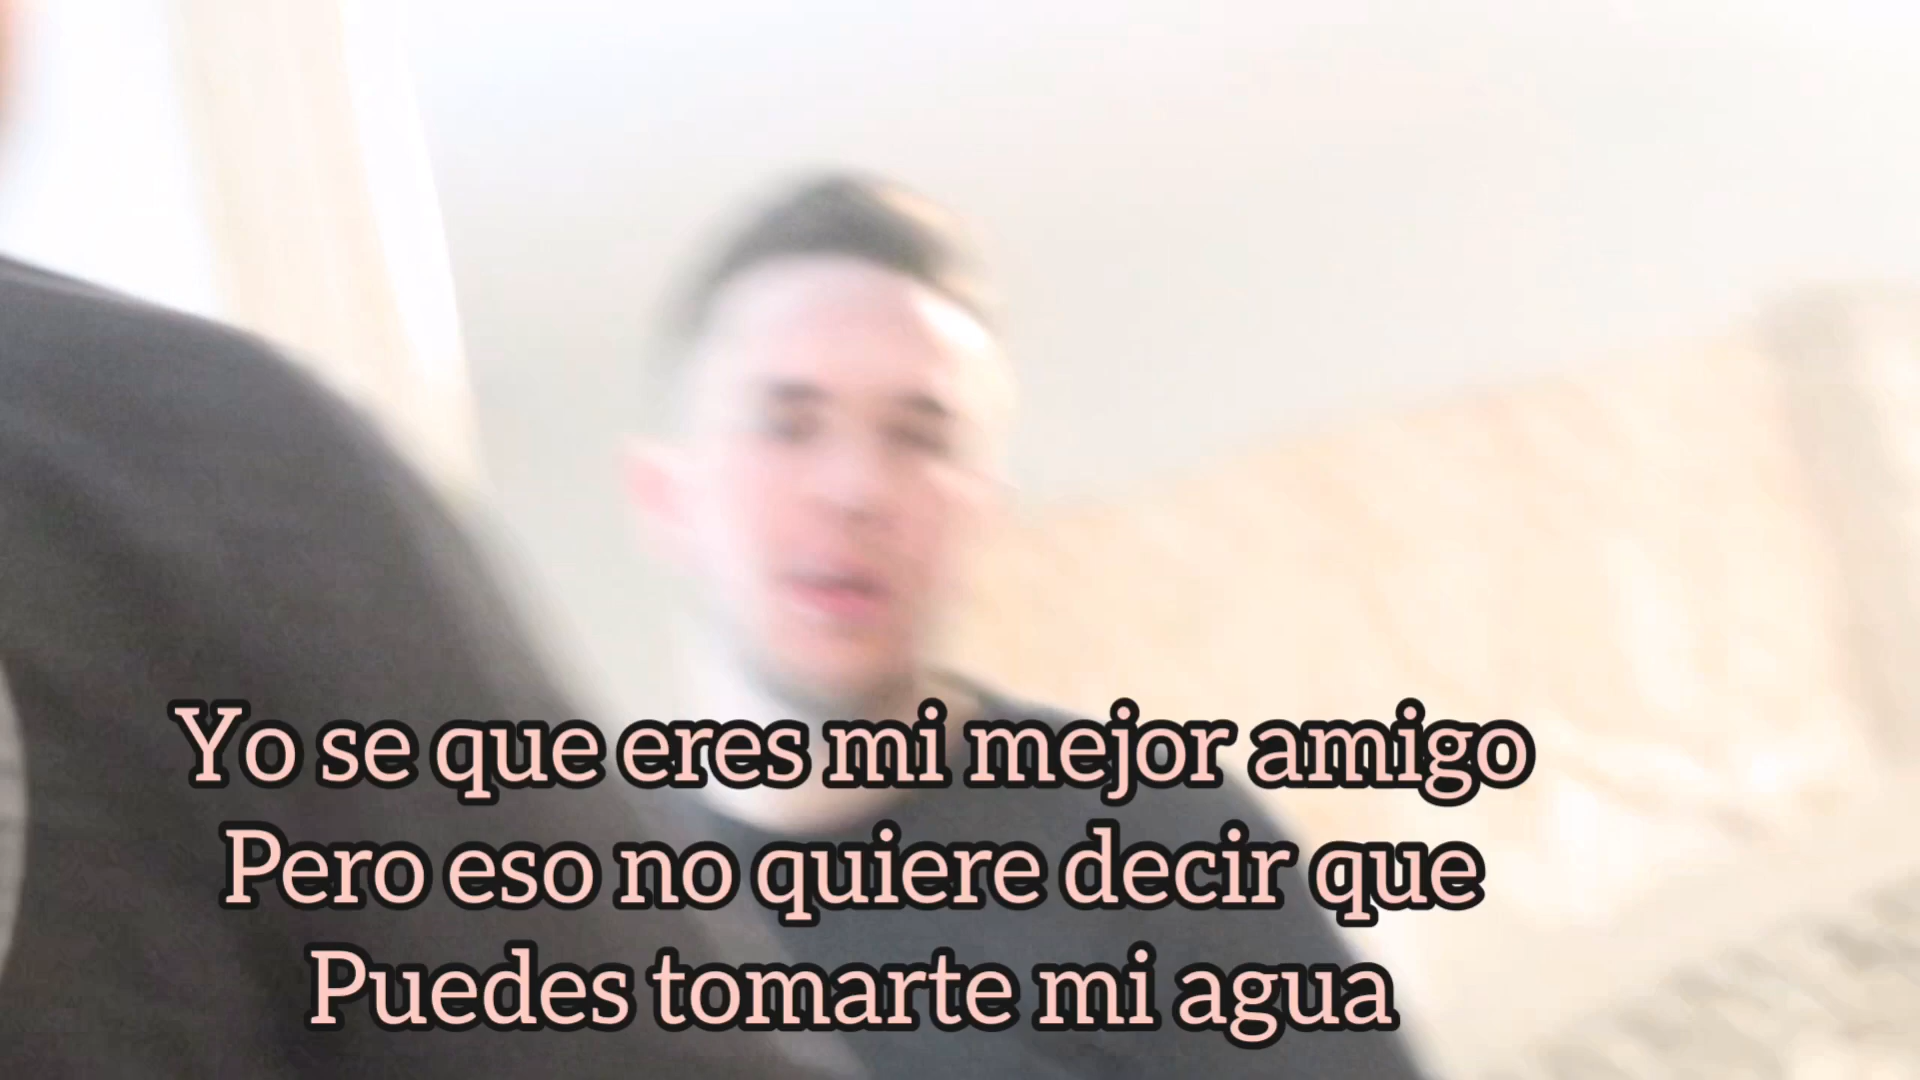 Yo se que eres mi mejor amigo
Pero eso no quiere decir que
Puedes tomarte mi agua